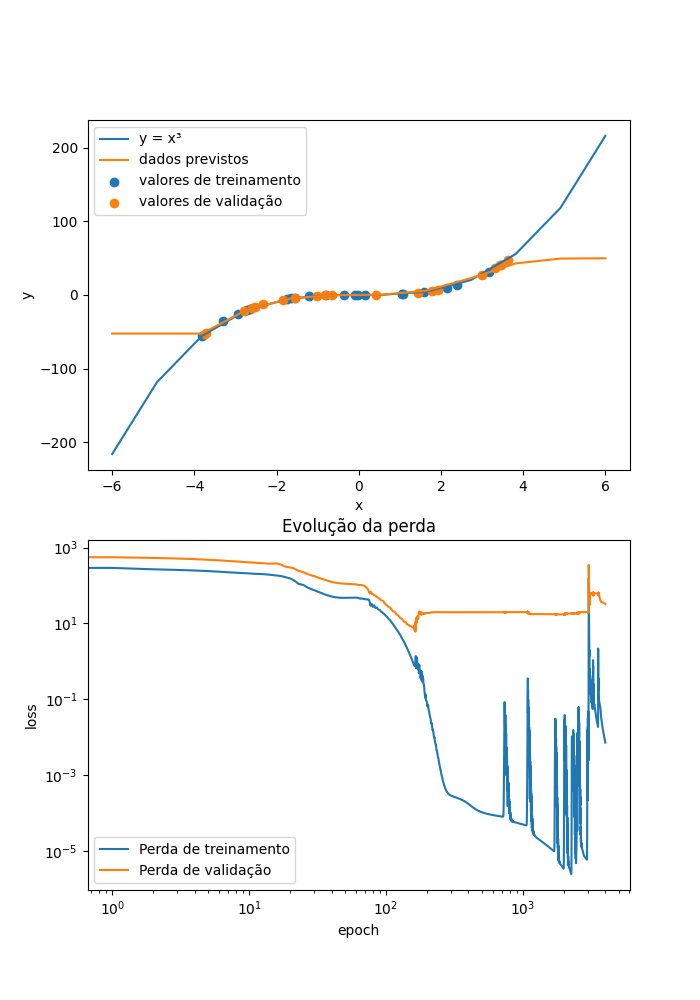 y = x³
dados previstos
valores de treinamento
valores de validação
200
100
0
−100
−200
y
−6
−4
−2
0
2
4
6
x
Evolução da perda
10³
10¹
10⁻¹
10⁻³
10⁻⁵
loss
Perda de treinamento
Perda de validação
10⁰
10¹
10²
10³
epoch